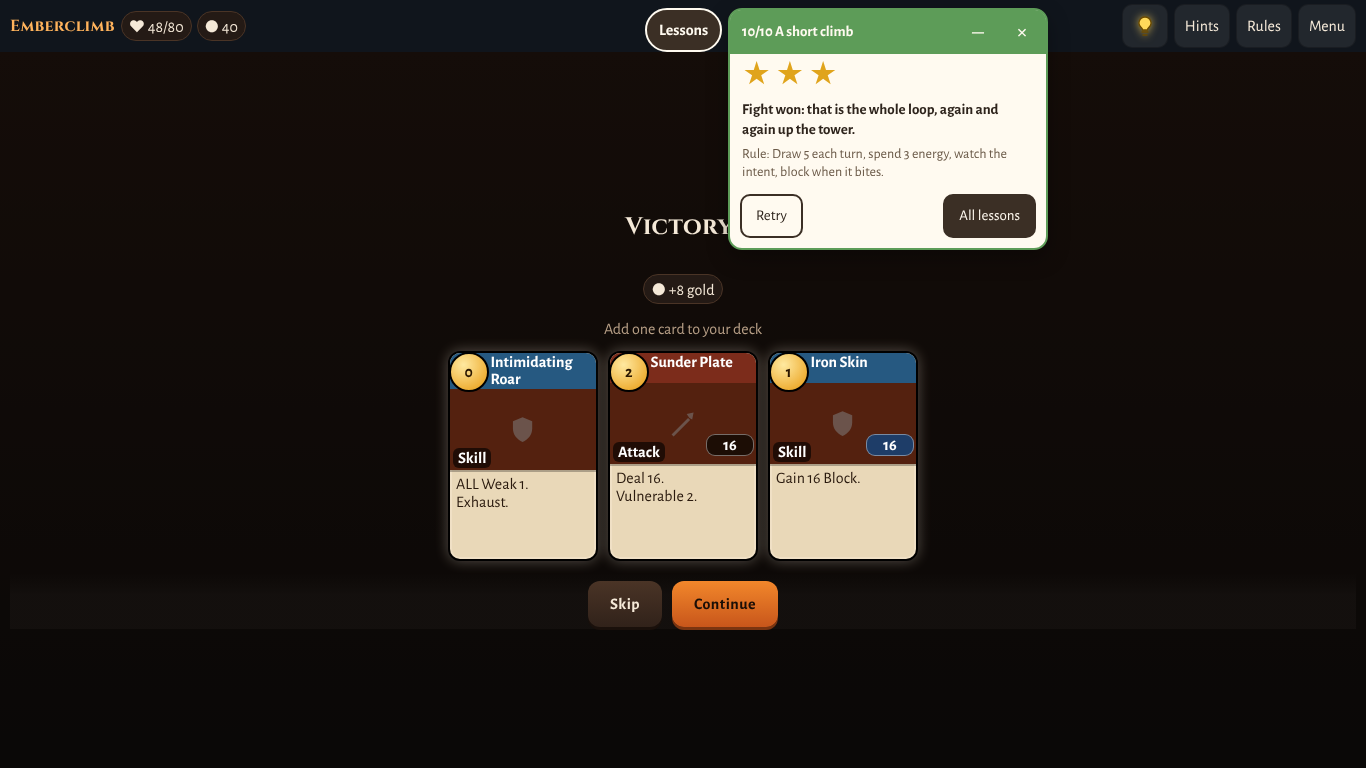 Emberclimb
48/80
40
Lessons
10/10 A short climb
Hints
Rules
Menu
Fight won: that is the whole loop, again and
again up the tower.
Rule: Draw 5 each turn, spend 3 energy, watch the
intent, block when it bites.
Retry
All lessons
Victory
+8 gold
Add one card to your deck
0
Intimidating
Roar
Skill
ALL Weak 1.
Exhaust.
2
Sunder Plate
Attack
16
Deal 16.
Vulnerable 2.
1
Iron Skin
Skill
16
Gain 16 Block.
Skip
Continue